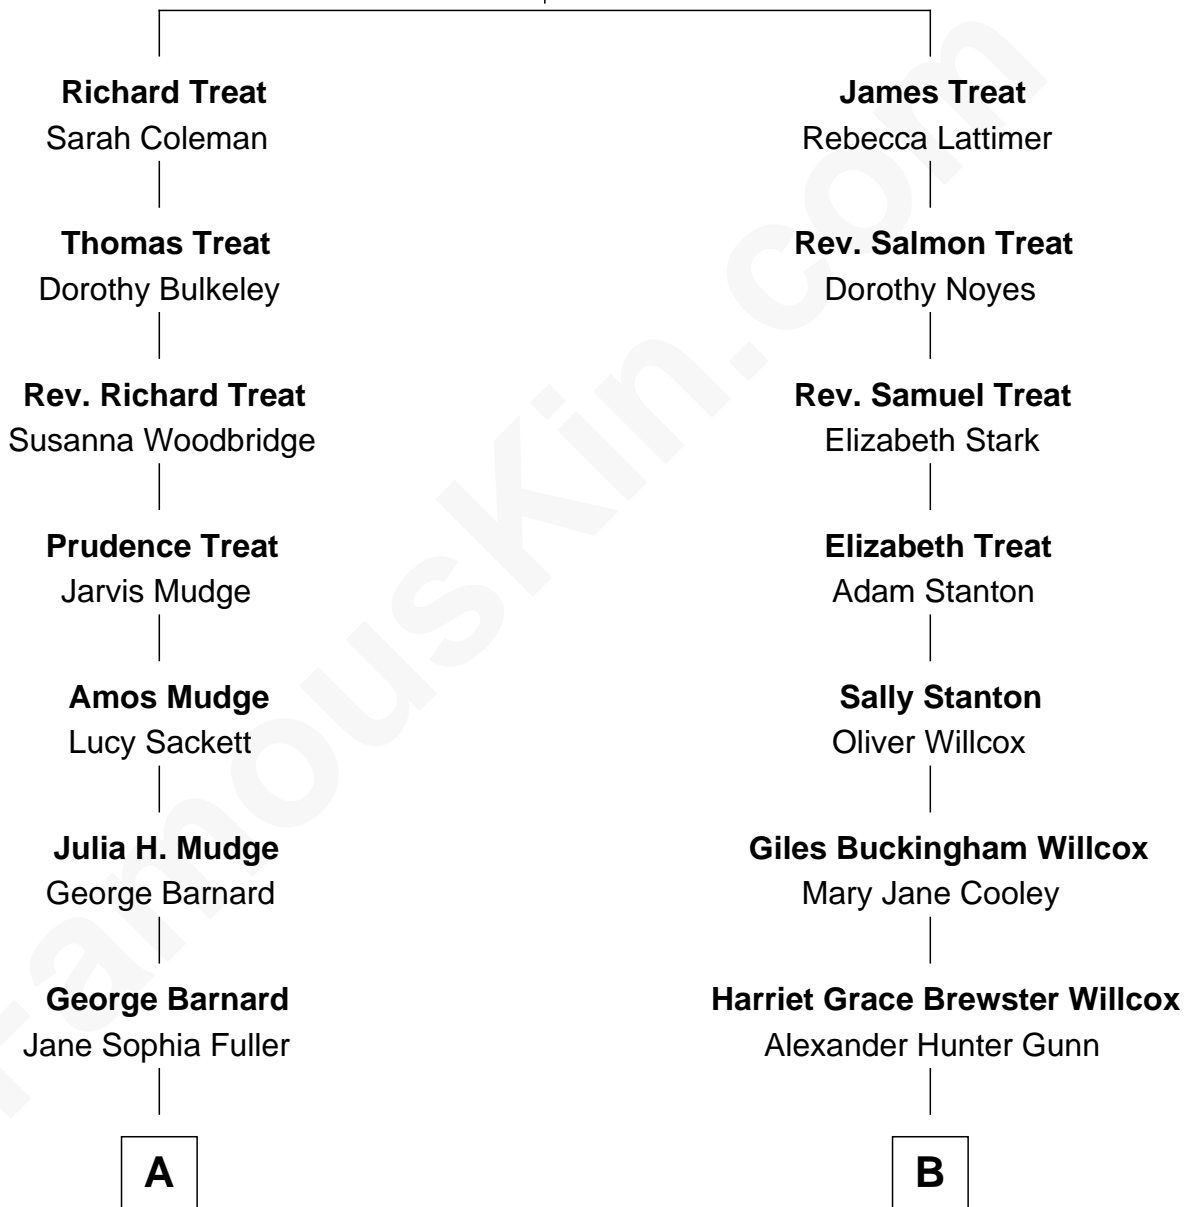 Richard Treat
Sarah Coleman
Thomas Treat
Dorothy Bulkeley
Rev. Richard Treat
Susanna Woodbridge
Prudence Treat
Jarvis Mudge
Amos Mudge
Lucy Sackett
Julia H. Mudge
George Barnard
George Barnard
Jane Sophia Fuller
A
James Treat
Rebecca Lattimer
Rev. Salmon Treat
Dorothy Noyes
Rev. Samuel Treat
Elizabeth Stark
Elizabeth Treat
Adam Stanton
Sally Stanton
Oliver Willcox
Giles Buckingham Willcox
Mary Jane Cooley
Harriet Grace Brewster Willcox
Alexander Hunter Gunn
B
FamousKin.com